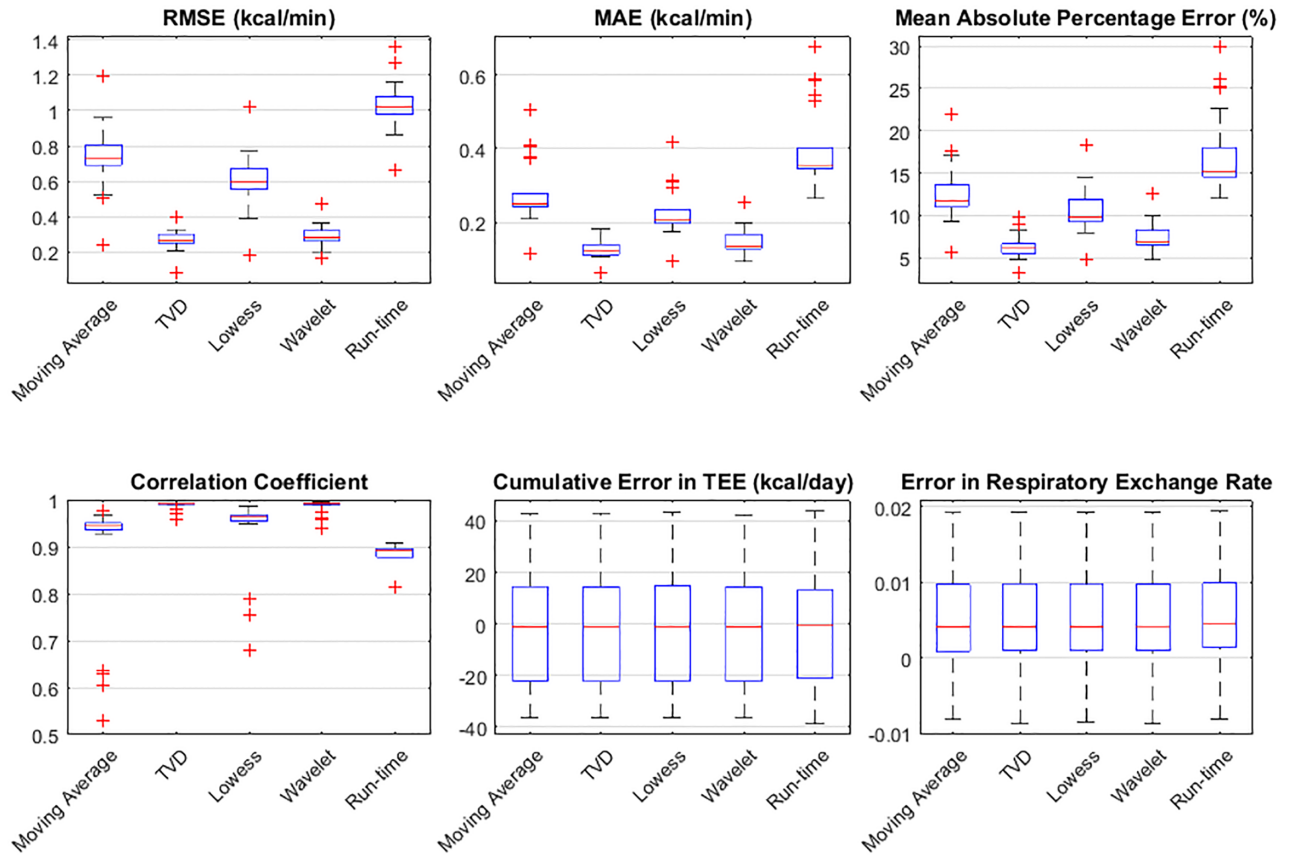 RMSE (kcal/min)
1.4
1.2
1
0.8
0.6
0.4
0.2
Moving Average
TVD
Lowess
Wavelet
Run-time
MAE (kcal/min)
0.6
0.4
0.2
Moving Average
TVD
Lowess
Wavelet
Run-time
Mean Absolute Percentage Error (%)
30
25
20
15
10
5
Moving Average
TVD
Lowess
Wavelet
Run-time
Correlation Coefficient
1
0.9
0.8
0.7
0.6
0.5
Moving Average
TVD
Lowess
Wavelet
Run-time
Cumulative Error in TEE (kcal/day)
40
20
0
-20
-40
Moving Average
TVD
Lowess
Wavelet
Run-time
Error in Respiratory Exchange Rate
0.02
0.01
0
-0.01
Moving Average
TVD
Lowess
Wavelet
Run-time